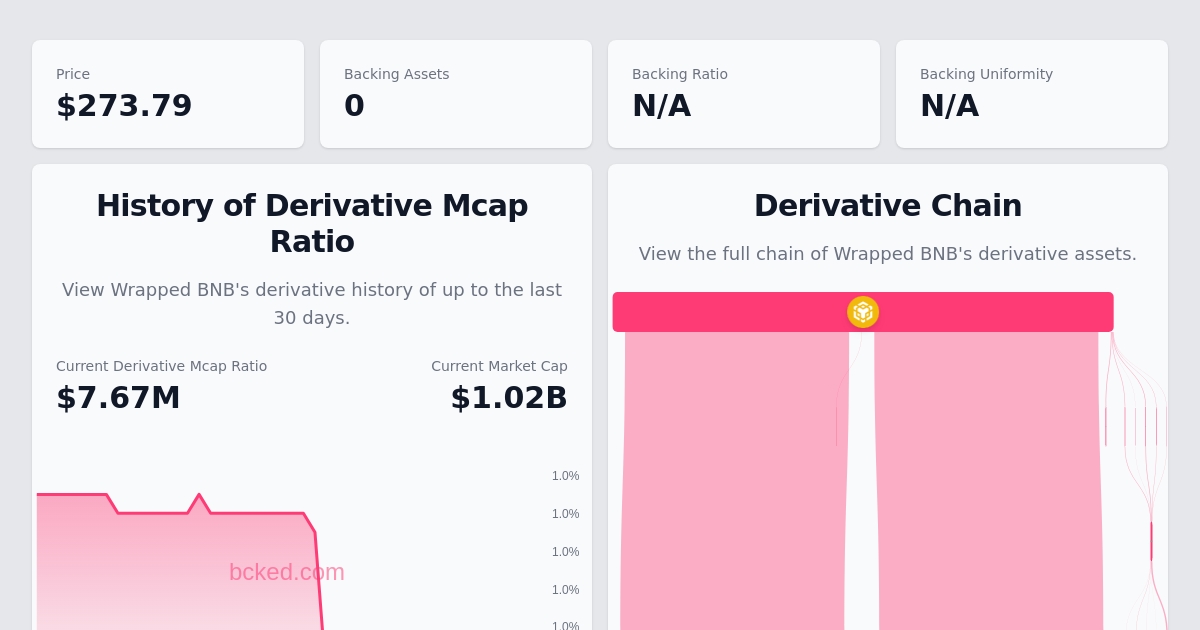 Price
$273.79
Backing Assets
0
Backing Ratio
N/A
Backing Uniformity
N/A
History of Derivative Mcap
Ratio
View Wrapped BNB's derivative history of up to the last
30 days.
Current Derivative Mcap Ratio
$7.67M
Current Market Cap
$1.02B
1.0%
1.0%
1.0%
1.0%
1.0%
bcked.com
Derivative Chain
View the full chain of Wrapped BNB's derivative assets.